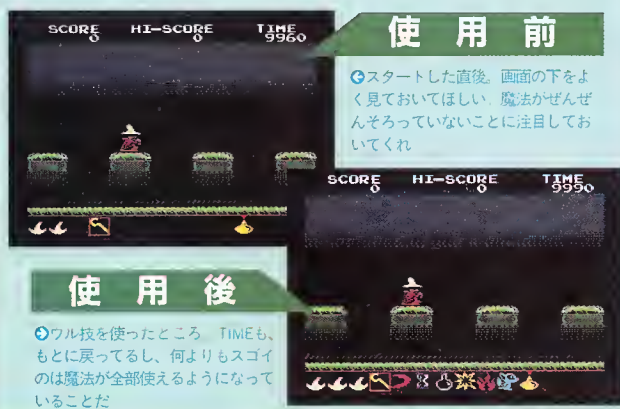 SCORE HI-SCORE TIME
0 0 9960
使用前
スタートした直後。画面の下をよ
く見ておいてほしい。魔法がぜんぜ
んそろっていないことに注目してお
いてくれ
SCORE HI-SCORE TIME
0 0 9990
使用後
ワル技を使ったところ。TIMEも、
もとに戻ってるし、何よりもスゴイ
のは魔法が全部使えるようになって
いることだ